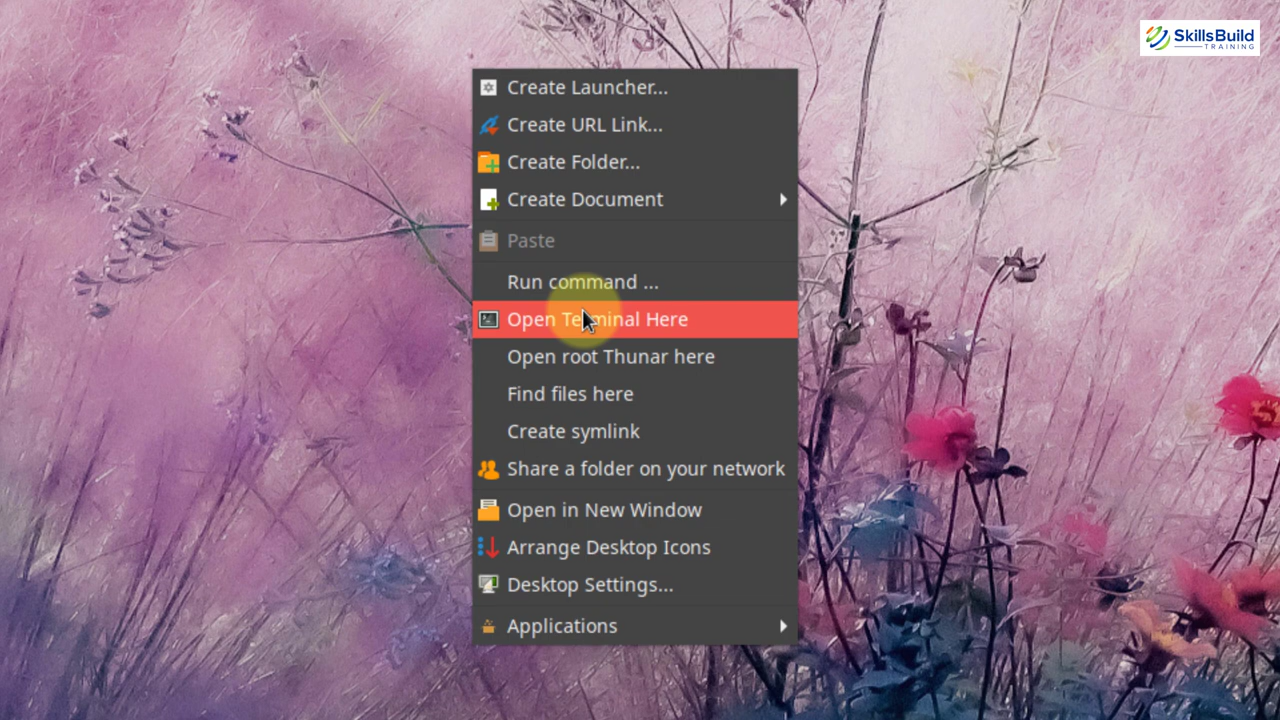 SkillsBuild
TRAINING
Create Launcher...
Create URL Link...
Create Folder...
Create Document
Paste
Run command ...
Open Terminal Here
Open root Thunar here
Find files here
Create symlink
Share a folder on your network
Open in New Window
Arrange Desktop Icons
Desktop Settings...
Applications